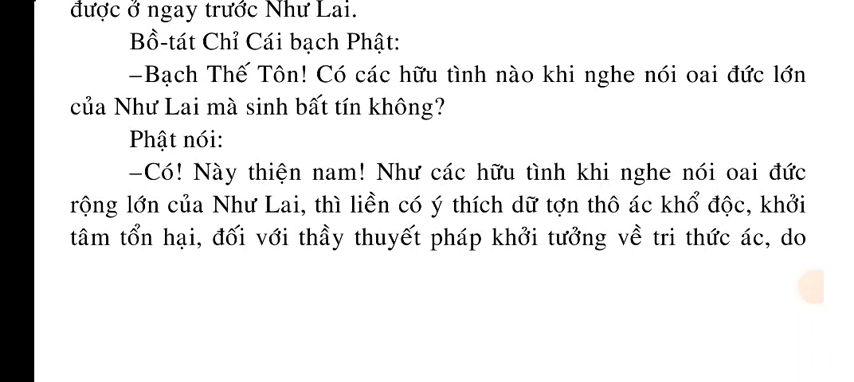 được ở ngay trước Như Lai.
Bồ-tát Chỉ Cái bạch Phật:
–Bạch Thế Tôn! Có các hữu tình nào khi nghe nói oai đức lớn
của Như Lai mà sinh bất tín không?
Phật nói:
–Có! Này thiện nam! Như các hữu tình khi nghe nói oai đức
rộng lớn của Như Lai, thì liền có ý thích dữ tợn thô ác khổ độc, khởi
tâm tổn hại, đối với thầy thuyết pháp khởi tưởng về tri thức ác, do